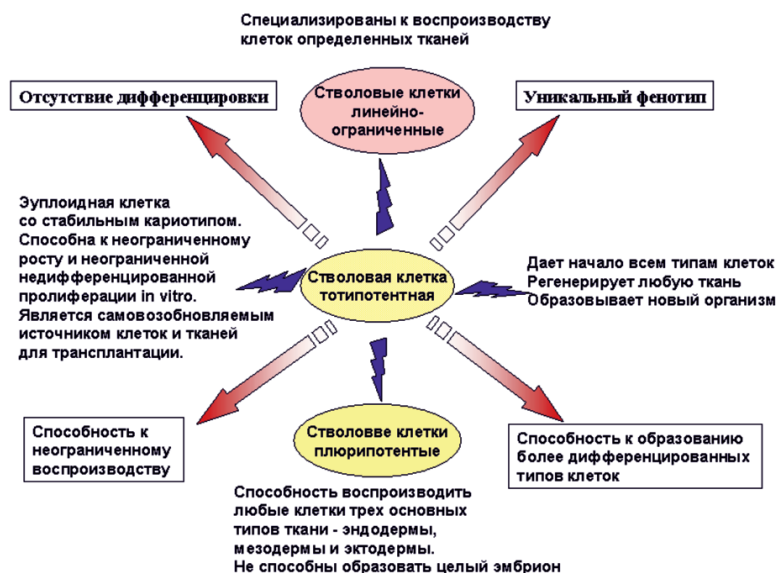 Специализированы к воспроизводству
клеток определенных тканей
Отсутствие дифференцировки
Стволовые клетки
линейно-
ограниченные
Уникальный фенотип
Эуплоидная клетка
со стабильным кариотипом.
Способна к неограниченному
росту и неограниченной
недифференцированной
пролиферации in vitro.
Является самовозобновляемым
источником клеток и тканей
для трансплантации.
Стволовая клетка
тотипотентная
Дает начало всем типам клеток
Регенерирует любую ткань
Образовывает новый организм
Способность к
неограниченному
воспроизводству
Стволовве клетки
плюрипотентые
Способность к образованию
более дифференцированных
типов клеток
Способность воспроизводить
любые клетки трех основных
типов ткани - эндодермы,
мезодермы и эктодермы.
Не способны образовать целый эмбрион